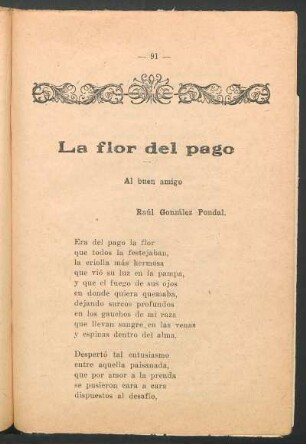 — 91 —
La flor del pago
Al buen amigo
Raúl González Pondal.
Era del pago la flor
que todos la festejaban,
la criolla más hermosa
que vió su luz en la pampa,
y que el fuego de sus ojos
en donde quiera quemaba,
dejando surcos profundos
en los gauchos de mi raza
que llevan sangre en las venas
y espinas dentro del alma.
Despertó tal entusiasmo
entre aquella paisanada,
que por amor a la prenda
se pusieron cara a cara
dispuestos al desafío,